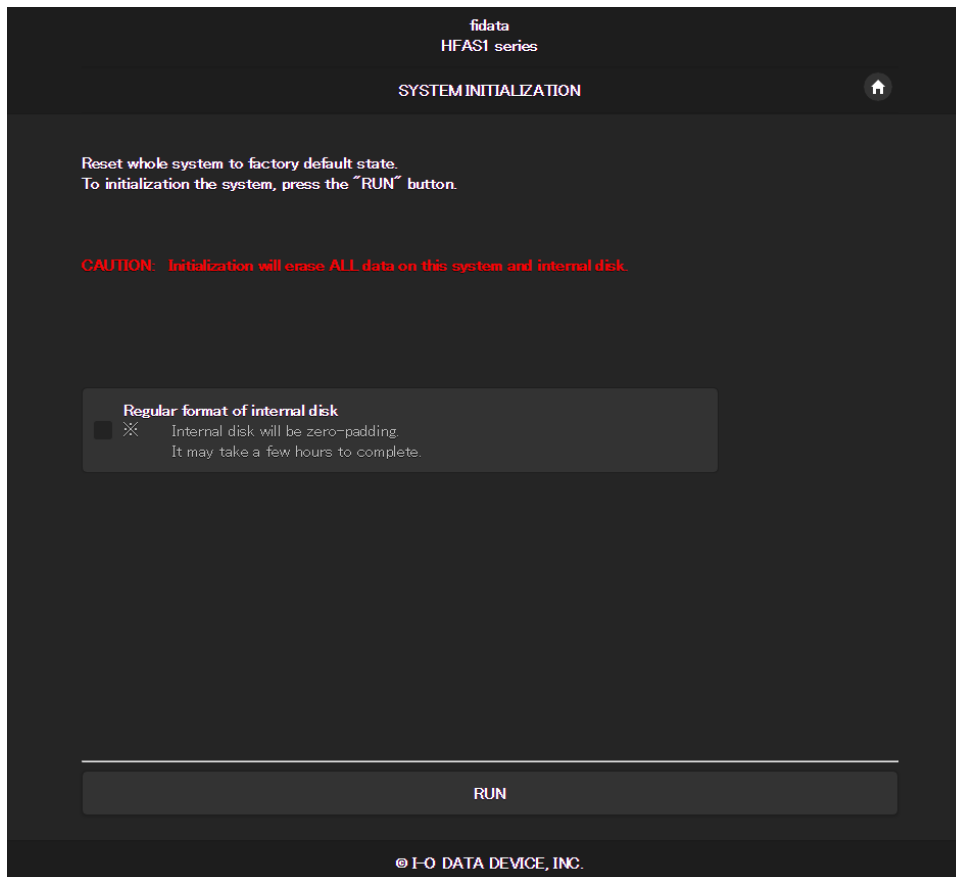 fidata
HFAS1 series
SYSTEM INITIALIZATION
Reset whole system to factory default state.
To initialization the system, press the ˝RUN˝ button.
CAUTION: Initialization will erase ALL data on this system and internal disk.
Regular format of internal disk
※ Internal disk will be zero-padding.
It may take a few hours to complete.
RUN
© I-O DATA DEVICE, INC.